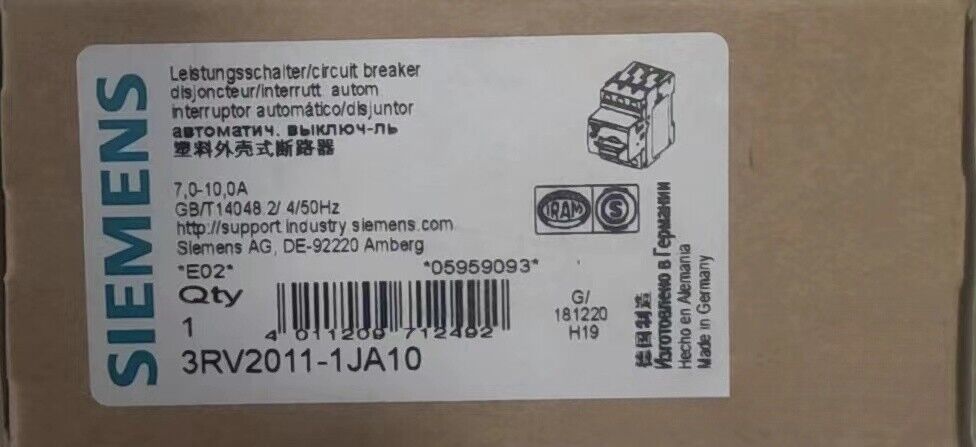 SIEMENS
Leistungsschalter/circuit breaker
disjoncteur/interrutt autom
interruptor automático/disjuntor
автоматич. выключ-ль
塑料外壳式断路器
7,0-10,0A
GB/T14048 2/ 4/50Hz
http://support industry siemens.com
Siemens AG, DE-92220 Amberg
*E02* *05959093*
Qty
1
4 011209 712492
3RV2011-1JA10
IRAM S
G/
181220
H19
德国制造
Изготовлено в Германии
Hecho en Alemania
Made in Germany